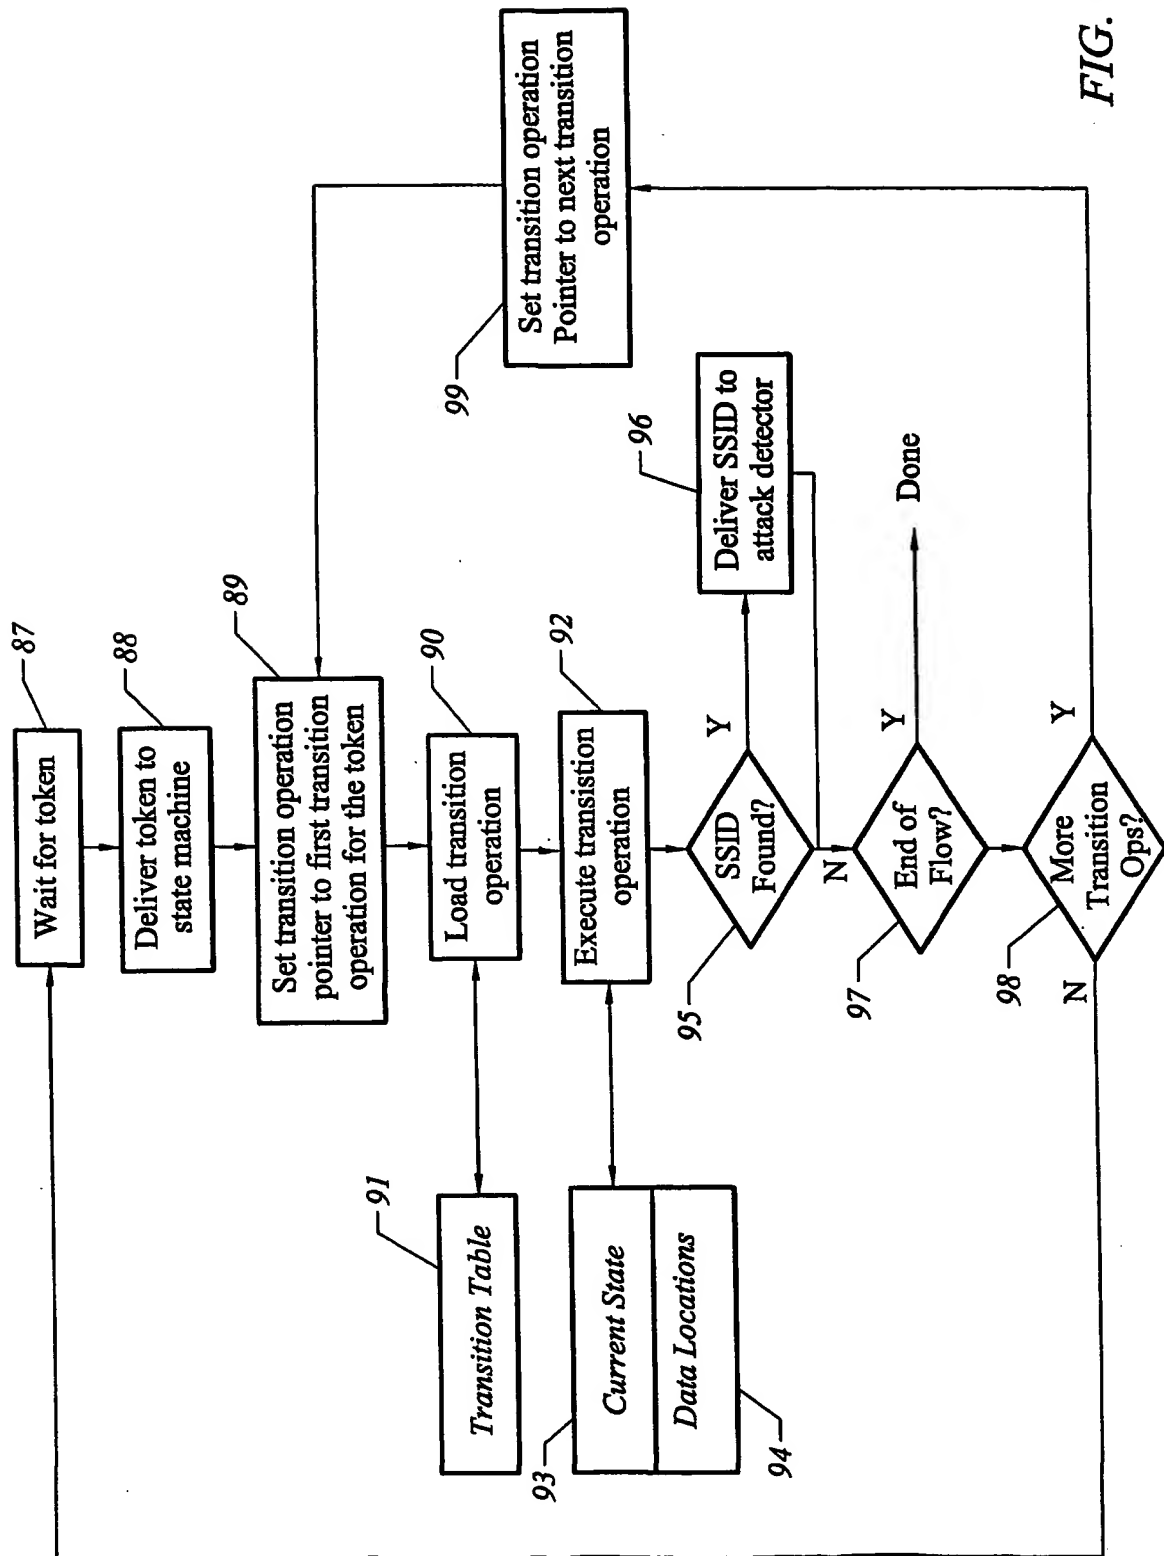 Wait for token
87
Deliver token to
state machine
88
Set transition operation
pointer to first transition
operation for the token
89
Load transition
operation
90
Transition Table
91
Execute transistion
operation
92
Current State
93
Data Locations
94
SSID
Found?
95
Y
N
Deliver SSID to
attack detector
96
End of
Flow?
97
Y
Done
More
Transition
Ops?
98
Y
N
Set transition operation
Pointer to next transition
operation
99
FIG.